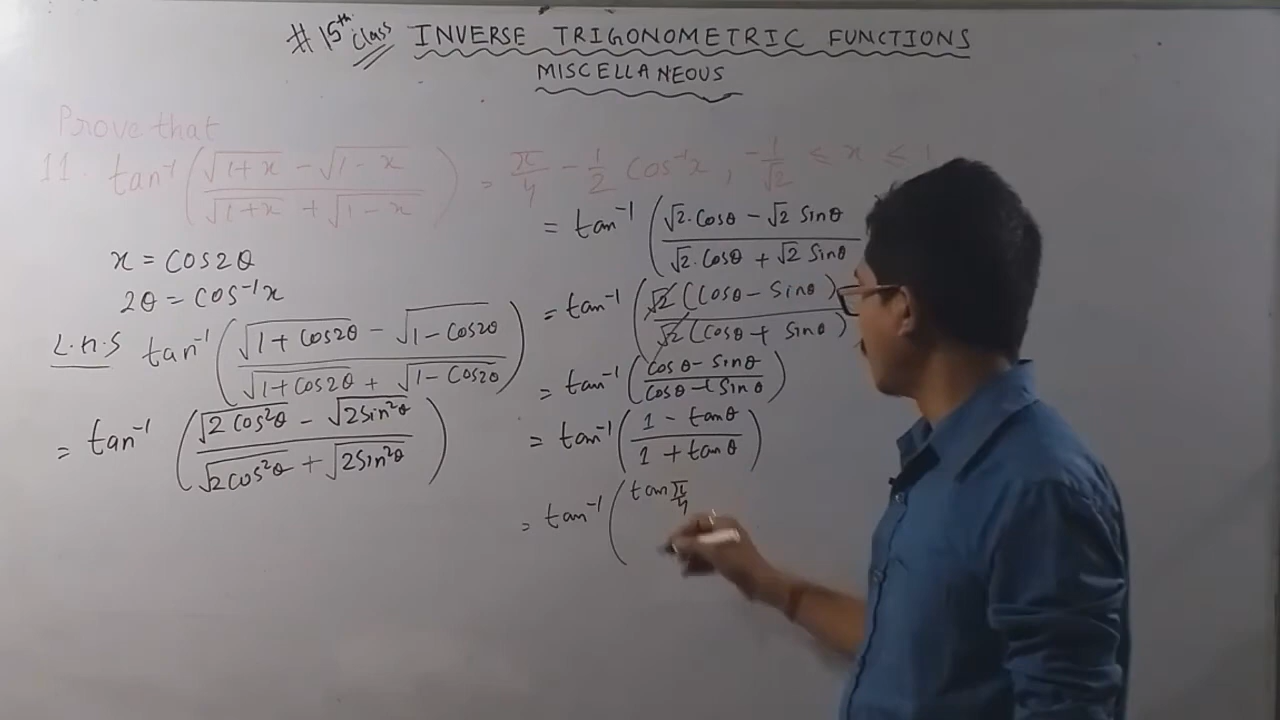 # 15th Class INVERSE TRIGONOMETRIC FUNCTIONS
MISCELLANEOUS
Prove that
11. tan⁻¹((√(1+x) − √(1−x))/(√(1+x) + √(1−x))) = π/4 − 1/2 Cos⁻¹x, −1/√2 ≤ x ≤ 1
x = COS2θ
2θ = COS⁻¹x
L.H.S tan⁻¹((√(1+Cos2θ) − √(1−Cos2θ))/(√(1+Cos2θ) + √(1−Cos2θ)))
= tan⁻¹((√(2Cos²θ) − √(2Sin²θ))/(√(2Cos²θ) + √(2Sin²θ)))
= tan⁻¹((√2.Cosθ − √2 Sinθ)/(√2.Cosθ + √2 Sinθ
= tan⁻¹((√2(Cosθ − Sinθ))/(√2(Cosθ + Sinθ))
= tan⁻¹((Cosθ − Sinθ)/(Cosθ + Sinθ))
= tan⁻¹((1 − tanθ)/(1 + tanθ))
= tan⁻¹(tan π/4